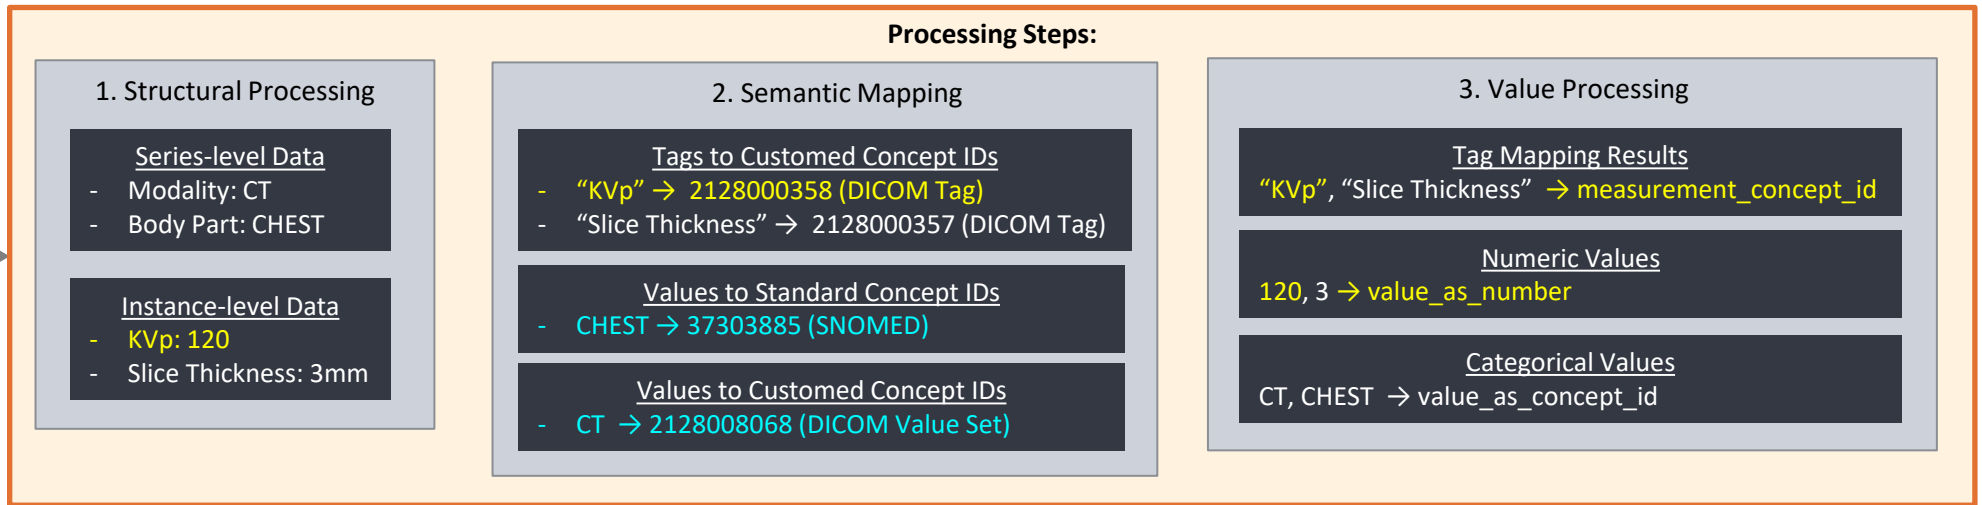 Processing Steps:
1. Structural Processing
Series-level Data
- Modality: CT
- Body Part: CHEST
Instance-level Data
- KVp: 120
- Slice Thickness: 3mm
2. Semantic Mapping
Tags to Customed Concept IDs
- “KVp” → 2128000358 (DICOM Tag)
- “Slice Thickness” → 2128000357 (DICOM Tag)
Values to Standard Concept IDs
- CHEST → 37303885 (SNOMED)
Values to Customed Concept IDs
- CT → 2128008068 (DICOM Value Set)
3. Value Processing
Tag Mapping Results
“KVp”, “Slice Thickness” → measurement_concept_id
Numeric Values
120, 3 → value_as_number
Categorical Values
CT, CHEST → value_as_concept_id